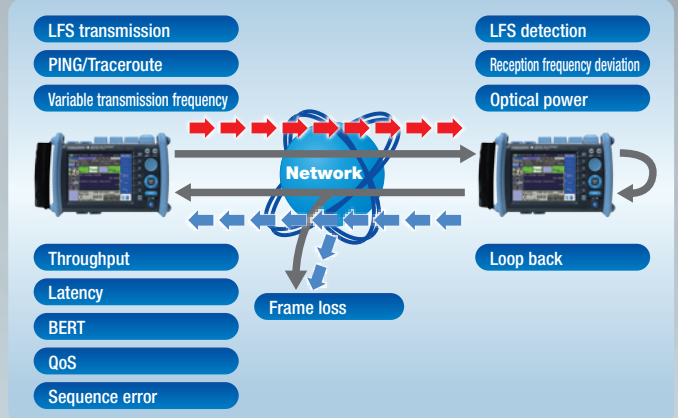 LFS transmission
PING/Traceroute
Variable transmission frequency
LFS detection
Reception frequency deviation
Optical power
Network
Throughput
Latency
BERT
QoS
Sequence error
Frame loss
Loop back